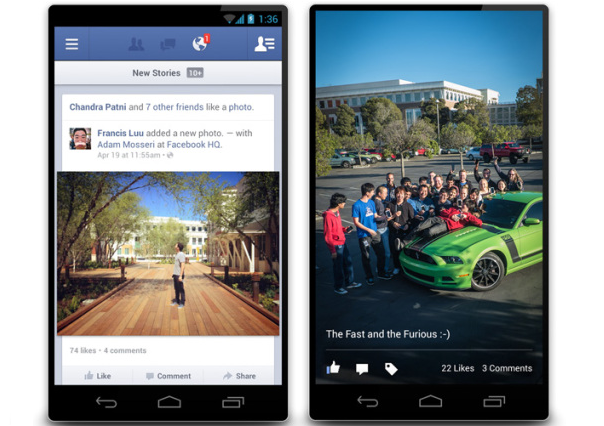 1:36
1
New Stories 10+
Chandra Patni and 7 other friends like a photo.
Francis Luu added a new photo. — with
Adam Mosseri at Facebook HQ.
Apr 19 at 11:55am •
74 likes • 4 comments
Like Comment Share
The Fast and the Furious :-)
22 Likes 3 Comments